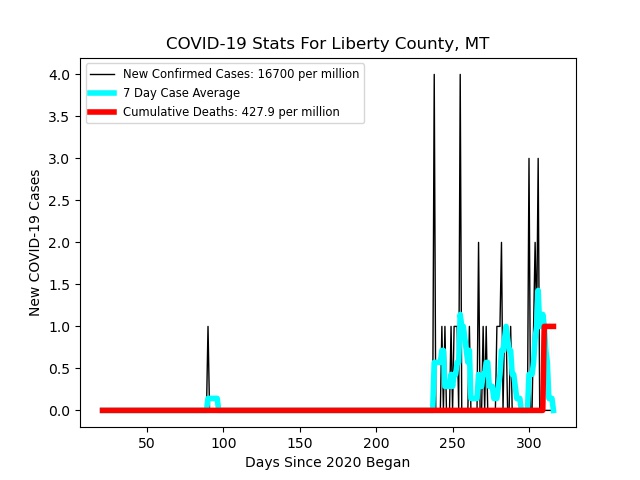 COVID-19 Stats For Liberty County, MT
New Confirmed Cases: 16700 per million
7 Day Case Average
Cumulative Deaths: 427.9 per million
New COVID-19 Cases
4.0
3.5
3.0
2.5
2.0
1.5
1.0
0.5
0.0
50 100 150 200 250 300
Days Since 2020 Began